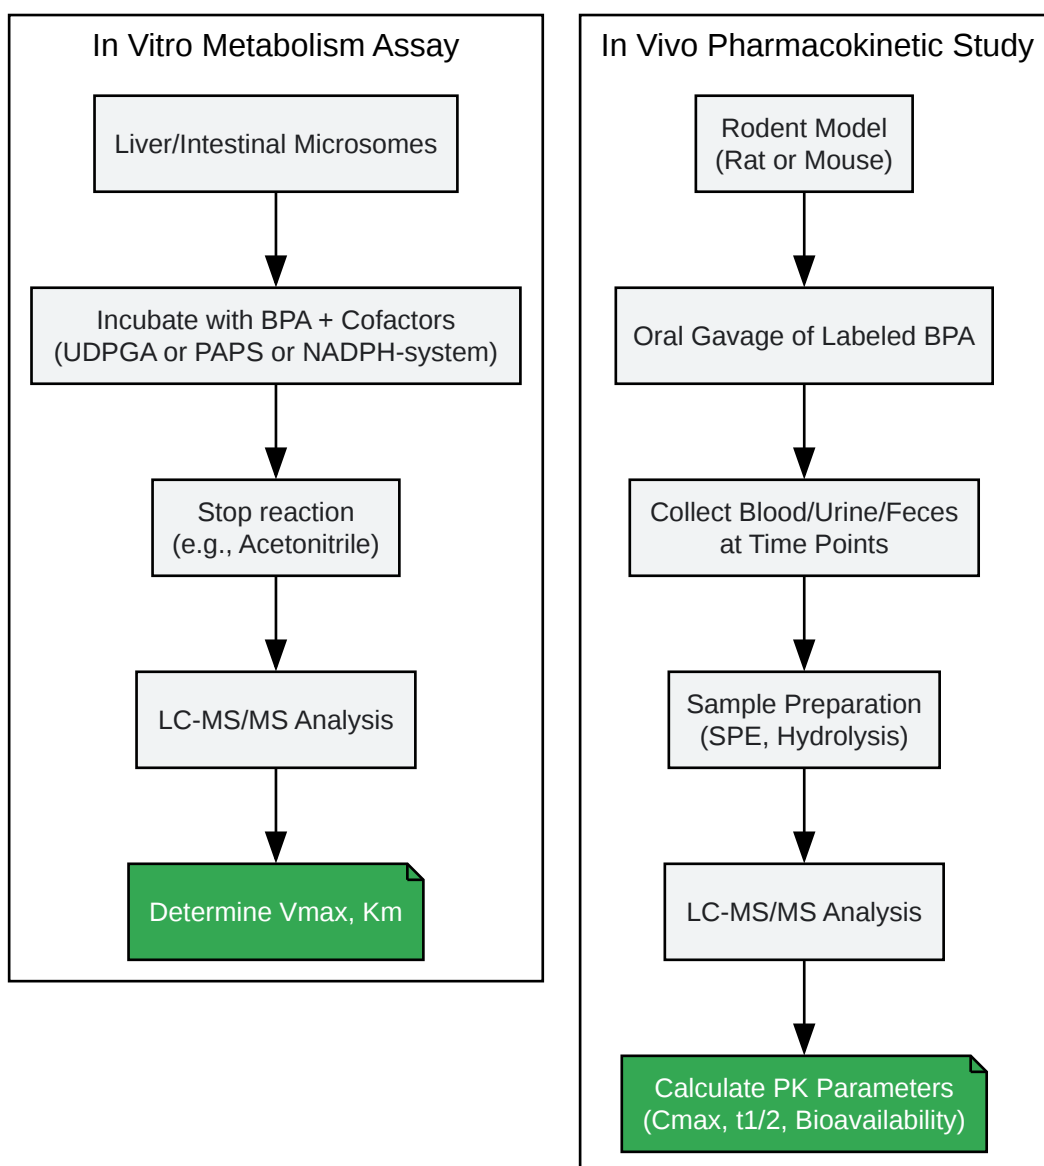 In Vitro Metabolism Assay
Liver/Intestinal Microsomes
Incubate with BPA + Cofactors
(UDPGA or PAPS or NADPH-system)
Stop reaction
(e.g., Acetonitrile)
LC-MS/MS Analysis
Determine Vmax, Km
In Vivo Pharmacokinetic Study
Rodent Model
(Rat or Mouse)
Oral Gavage of Labeled BPA
Collect Blood/Urine/Feces
at Time Points
Sample Preparation
(SPE, Hydrolysis)
LC-MS/MS Analysis
Calculate PK Parameters
(Cmax, t1/2, Bioavailability)